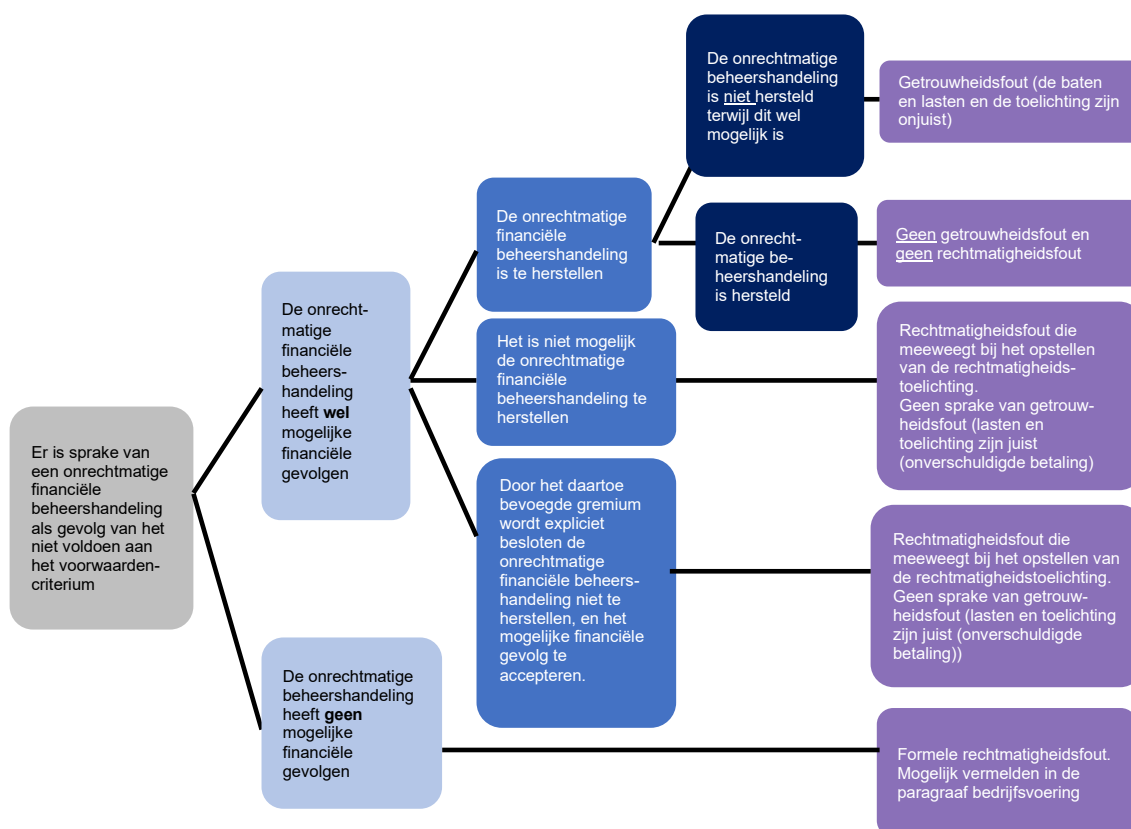 Er is sprake van
een onrechtmatige
financiële
beheershandeling
als gevolg van het
niet voldoen aan
het voorwaarden-
criterium
De onrecht-
matige
financiële
beheers-
handeling
heeft wel
mogelijke
financiële
gevolgen
De onrechtmatige
financiële
beheershandeling
is te herstellen
De onrechtmatige
beheershandeling
is niet hersteld
terwijl dit wel
mogelijk is
Getrouwheidsfout (de baten
en lasten en de toelichting zijn
onjuist)
De onrecht-
matige be-
heershandeling
is hersteld
Geen getrouwheidsfout en
geen rechtmatigheidsfout
Het is niet mogelijk
de onrechtmatige
financiële
beheershandeling te
herstellen
Rechtmatigheidsfout die
meeweegt bij het opstellen
van de rechtmatigheids-
toelichting.
Geen sprake van getrouw-
heidsfout (lasten en
toelichting zijn juist
(onverschuldigde betaling)
Door het daartoe
bevoegde gremium
wordt expliciet
besloten de
onrechtmatige
financiële beheers-
handeling niet te
herstellen, en het
mogelijke financiële
gevolg te
accepteren.
Rechtmatigheidsfout die
meeweegt bij het opstellen van
de rechtmatigheidstoelichting.
Geen sprake van getrouw-
heidsfout (lasten en toelichting
zijn juist (onverschuldigde
betaling))
De onrechtmatige
beheershandeling
heeft geen
mogelijke
financiële
gevolgen
Formele rechtmatigheidsfout.
Mogelijk vermelden in de
paragraaf bedrijfsvoering